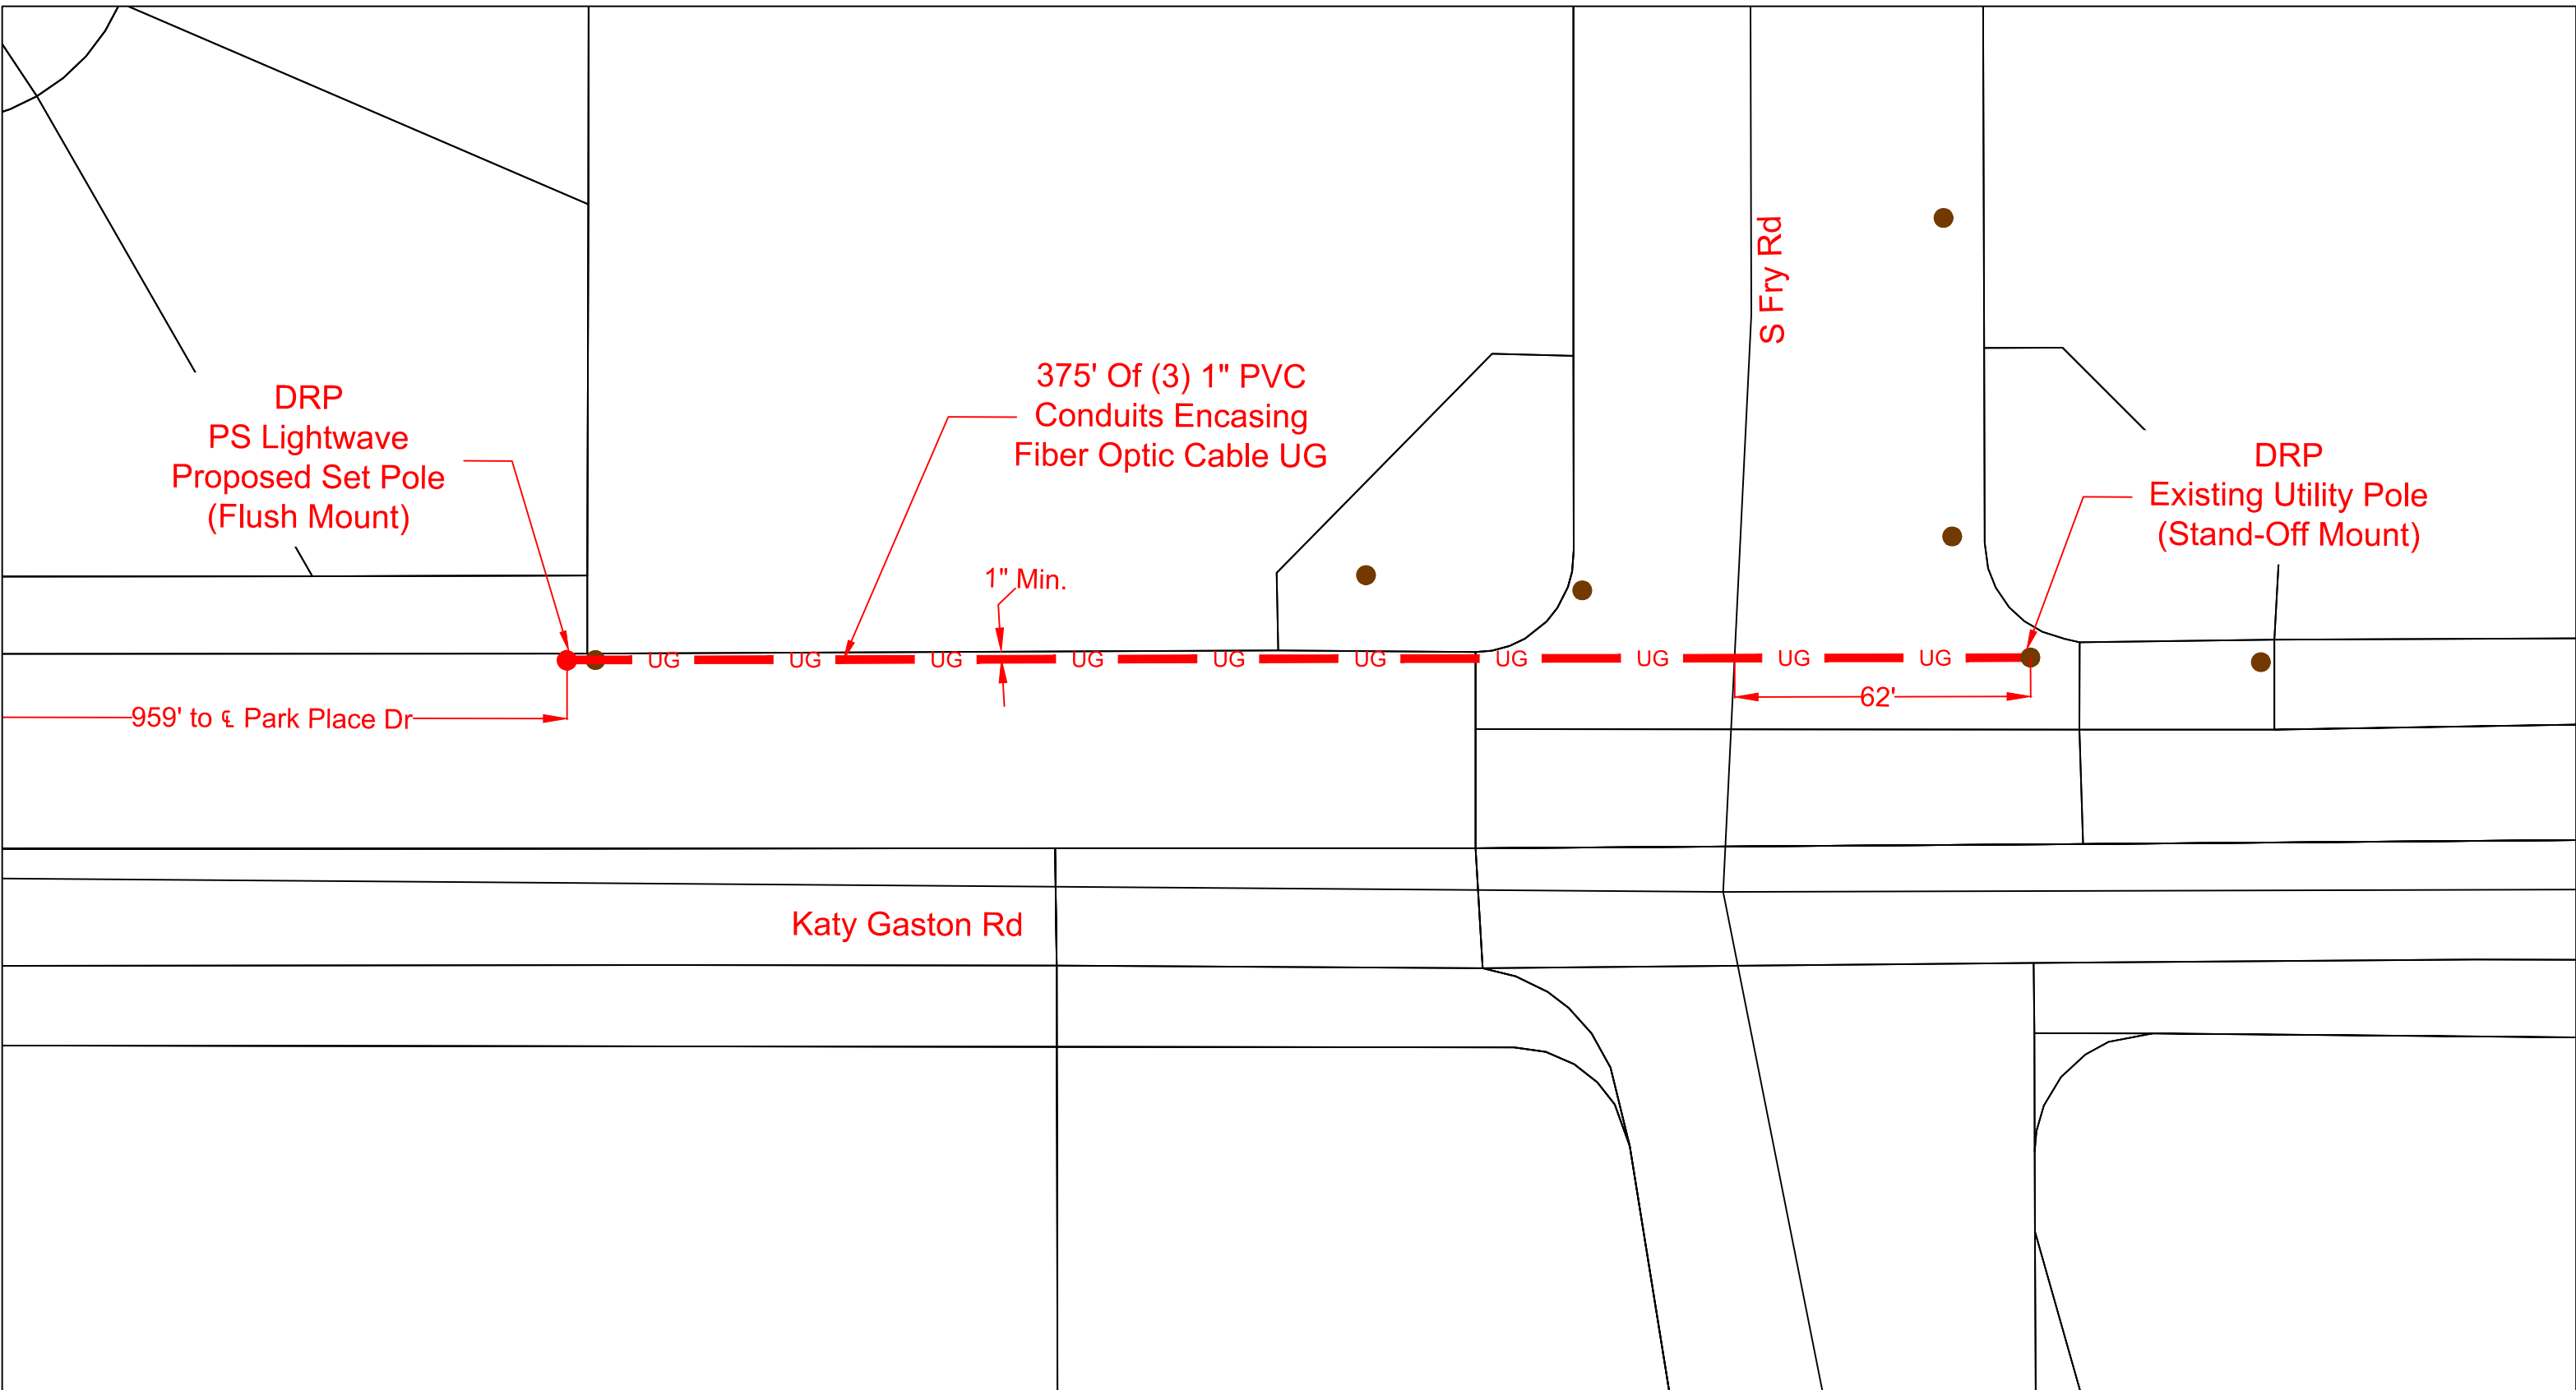 S Fry Rd
375' Of (3) 1" PVC
Conduits Encasing
Fiber Optic Cable UG
DRP
PS Lightwave
Proposed Set Pole
(Flush Mount)
DRP
Existing Utility Pole
(Stand-Off Mount)
1" Min.
UG UG UG UG UG UG UG UG UG UG
62'
959' to ℄ Park Place Dr
Katy Gaston Rd